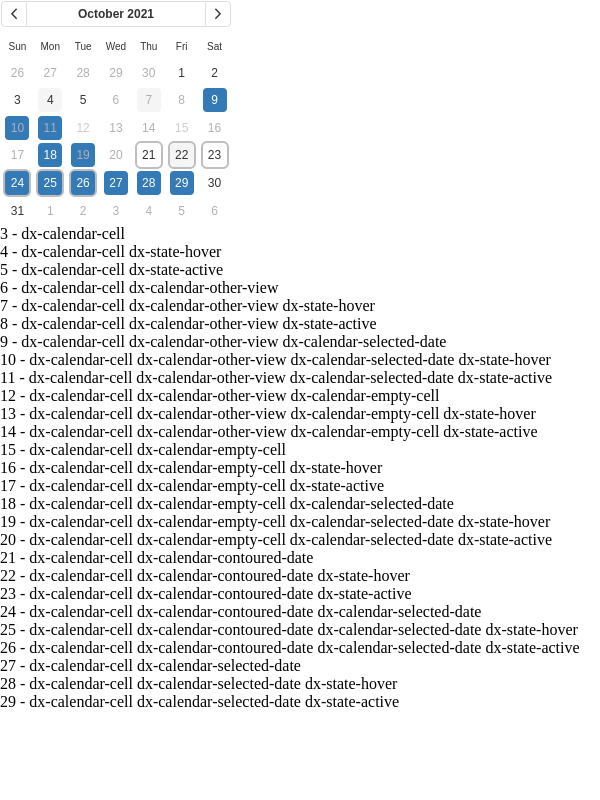 October 2021
Sun Mon Tue Wed Thu Fri Sat
26 27 28 29 30 1 2
3 4 5 6 7 8 9
10 11 12 13 14 15 16
17 18 19 20 21 22 23
24 25 26 27 28 29 30
31 1 2 3 4 5 6
3 - dx-calendar-cell
4 - dx-calendar-cell dx-state-hover
5 - dx-calendar-cell dx-state-active
6 - dx-calendar-cell dx-calendar-other-view
7 - dx-calendar-cell dx-calendar-other-view dx-state-hover
8 - dx-calendar-cell dx-calendar-other-view dx-state-active
9 - dx-calendar-cell dx-calendar-other-view dx-calendar-selected-date
10 - dx-calendar-cell dx-calendar-other-view dx-calendar-selected-date dx-state-hover
11 - dx-calendar-cell dx-calendar-other-view dx-calendar-selected-date dx-state-active
12 - dx-calendar-cell dx-calendar-other-view dx-calendar-empty-cell
13 - dx-calendar-cell dx-calendar-other-view dx-calendar-empty-cell dx-state-hover
14 - dx-calendar-cell dx-calendar-other-view dx-calendar-empty-cell dx-state-active
15 - dx-calendar-cell dx-calendar-empty-cell
16 - dx-calendar-cell dx-calendar-empty-cell dx-state-hover
17 - dx-calendar-cell dx-calendar-empty-cell dx-state-active
18 - dx-calendar-cell dx-calendar-empty-cell dx-calendar-selected-date
19 - dx-calendar-cell dx-calendar-empty-cell dx-calendar-selected-date dx-state-hover
20 - dx-calendar-cell dx-calendar-empty-cell dx-calendar-selected-date dx-state-active
21 - dx-calendar-cell dx-calendar-contoured-date
22 - dx-calendar-cell dx-calendar-contoured-date dx-state-hover
23 - dx-calendar-cell dx-calendar-contoured-date dx-state-active
24 - dx-calendar-cell dx-calendar-contoured-date dx-calendar-selected-date
25 - dx-calendar-cell dx-calendar-contoured-date dx-calendar-selected-date dx-state-hover
26 - dx-calendar-cell dx-calendar-contoured-date dx-calendar-selected-date dx-state-active
27 - dx-calendar-cell dx-calendar-selected-date
28 - dx-calendar-cell dx-calendar-selected-date dx-state-hover
29 - dx-calendar-cell dx-calendar-selected-date dx-state-active